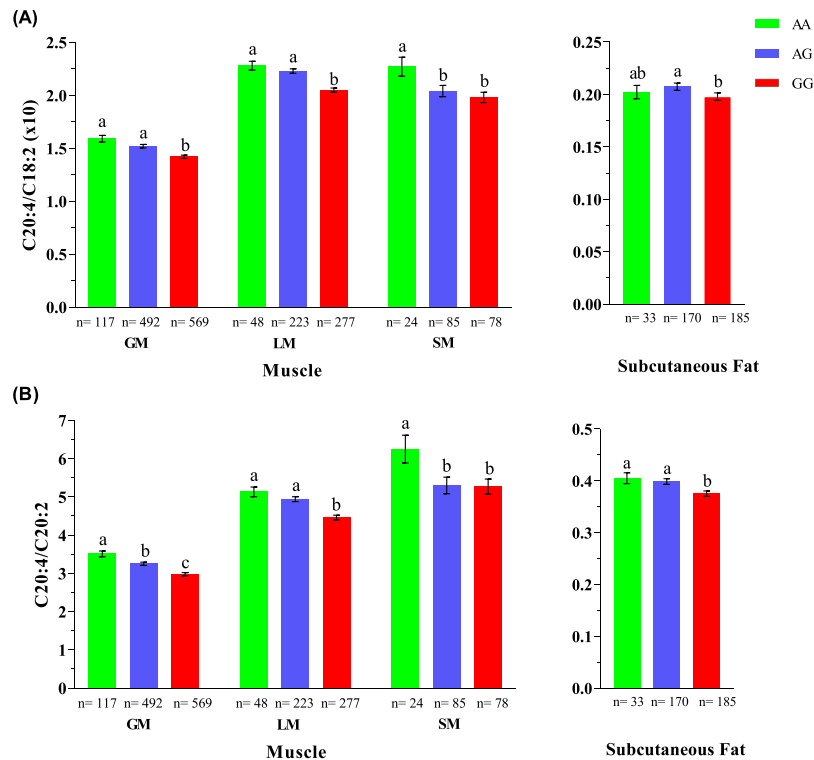 (A)
AA
AG
GG
C20:4/C18:2 (x10)
2.5
2.0
1.5
1.0
0.5
0.0
a a b
a a b
a b b
n= 117 n= 492 n= 569
n= 48 n= 223 n= 277
n= 24 n= 85 n= 78
GM LM SM
Muscle
0.25
0.20
0.15
0.10
0.05
0.00
ab a b
n= 33 n= 170 n= 185
Subcutaneous Fat
(B)
C20:4/C20:2
7
6
5
4
3
2
1
0
a b c
a a b
a b b
n= 117 n= 492 n= 569
n= 48 n= 223 n= 277
n= 24 n= 85 n= 78
GM LM SM
Muscle
0.5
0.4
0.3
0.2
0.1
0.0
a a b
n= 33 n= 170 n= 185
Subcutaneous Fat